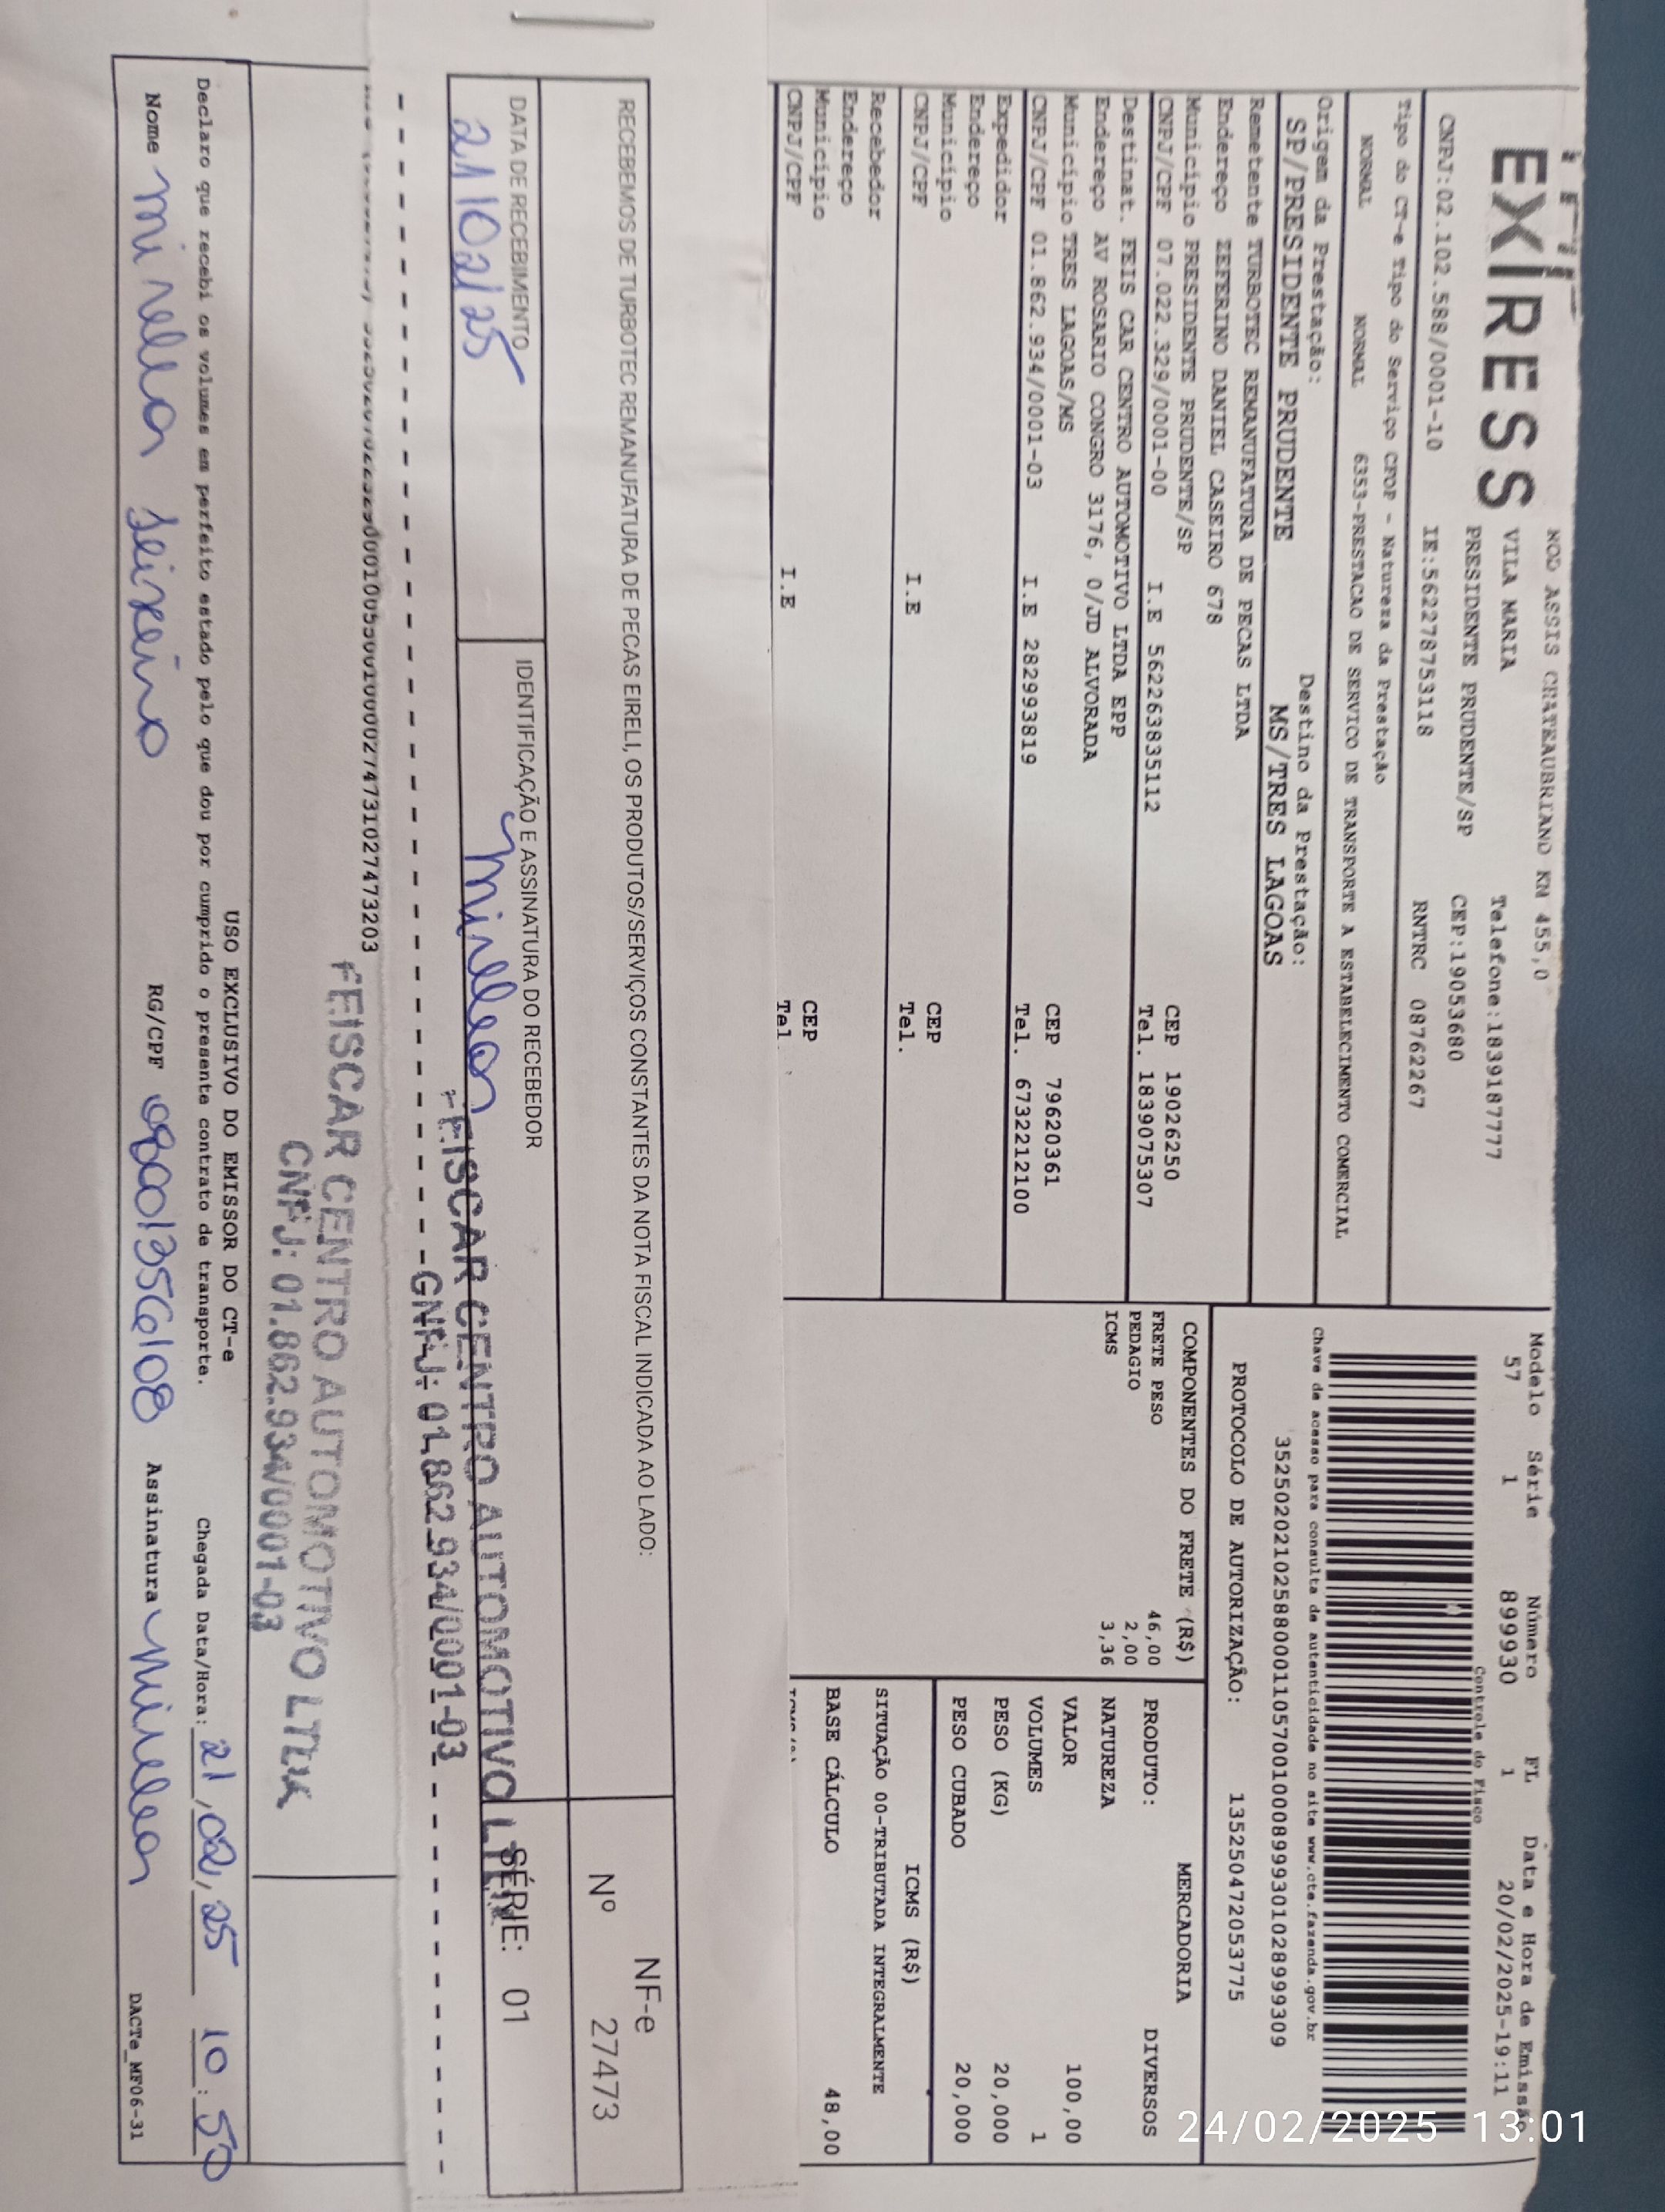 EXPRESS
ROD ASSIS CHATEAUBRIAND KM 455,0
VILA MARIA Telefone:1839187777
PRESIDENTE PRUDENTE/SP CEP:19053680
CNPJ:02.102.588/0001-10 IE:562278753118 RNTRC 08762267
Tipo do CT-e Tipo do Serviço CFOP - Natureza da Prestação
NORMAL NORMAL 6353-PRESTACAO DE SERVICO DE TRANSPORTE A ESTABELECIMENTO COMERCIAL
Origem da Prestação: Destino da Prestação:
SP/PRESIDENTE PRUDENTE MS/TRES LAGOAS
Remetente TURBOTEC REMANUFATURA DE PECAS LTDA
Endereço ZEFERINO DANIEL CASEIRO 678
Município PRESIDENTE PRUDENTE/SP CEP 19026250
CNPJ/CPF 07.022.329/0001-00 I.E 562263835112 Tel. 1839075307
Destinat. FEIS CAR CENTRO AUTOMOTIVO LTDA EPP
Endereço AV ROSARIO CONGRO 3176, 0/JD ALVORADA
Município TRES LAGOAS/MS CEP 79620361
CNPJ/CPF 01.862.934/0001-03 I.E 282993819 Tel. 6732212100
Expedidor
Endereço
Município CEP
CNPJ/CPF I.E Tel.
Recebedor
Endereço
Município CEP
CNPJ/CPF I.E Tel.
Modelo Série Número FL Data e Hora de Emissão
57 1 899930 1 20/02/2025-19:11
Controle do Fisco
Chave de acesso para consulta de autenticidade no site www.cte.fazenda.gov.br
35250202102588000110570010008999301028999309
PROTOCOLO DE AUTORIZAÇÃO: 135250472053775
COMPONENTES DO FRETE (R$)
FRETE PESO 46,00
PEDAGIO 2,00
ICMS 3,36
MERCADORIA
PRODUTO: DIVERSOS
NATUREZA
VALOR 100,00
VOLUMES 1
PESO (KG) 20,000
PESO CUBADO 20,000
ICMS (R$)
SITUAÇÃO 00-TRIBUTADA INTEGRALMENTE
BASE CÁLCULO 48,00
RECEBEMOS DE TURBOTEC REMANUFATURA DE PECAS EIRELI, OS PRODUTOS/SERVIÇOS CONSTANTES DA NOTA FISCAL INDICADA AO LADO:
NF-e
Nº 27473
SÉRIE: 01
DATA DE RECEBIMENTO IDENTIFICAÇÃO E ASSINATURA DO RECEBEDOR
21/02/25 Mirella
FEISCAR CENTRO AUTOMOTIVO LTDA
CNPJ: 01.862.934/0001-03
FEISCAR CENTRO AUTOMOTIVO LTDA
CNPJ: 01.862.934/0001-03
USO EXCLUSIVO DO EMISSOR DO CT-e
Declaro que recebi os volumes em perfeito estado pelo que dou por cumprido o presente contrato de transporte. Chegada Data/Hora: 21/02/25 10:50
Nome Mirella RG/CPF Assinatura Mirella
DACTe_MF06-31
24/02/2025 13:01